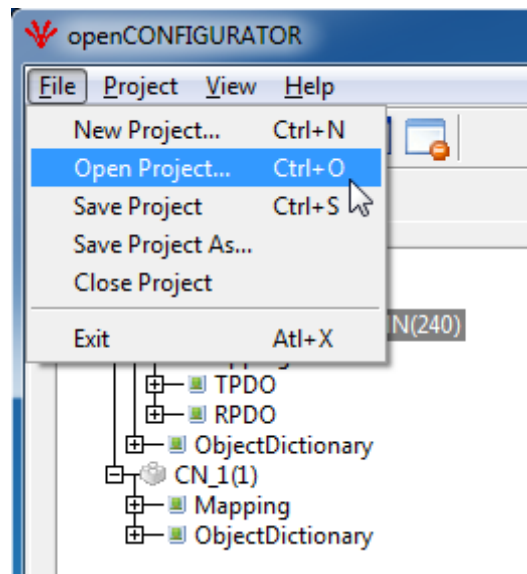 openCONFIGURATOR
File Project View Help
New Project... Ctrl+N
Open Project... Ctrl+O
Save Project Ctrl+S
Save Project As...
Close Project
Exit Atl+X
IN(240)
TPDO
RPDO
ObjectDictionary
CN_1(1)
Mapping
ObjectDictionary